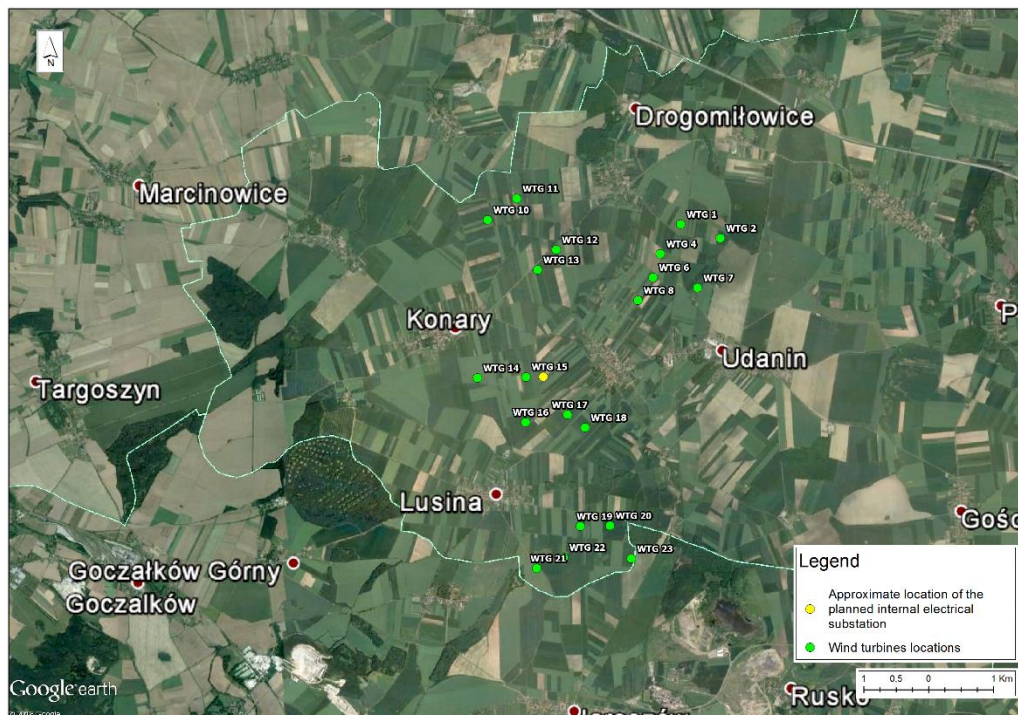 N
Drogomiłowice
Marcinowice
WTG 11
WTG 10
WTG 1
WTG 2
WTG 12
WTG 4
WTG 13
WTG 6
WTG 7
WTG 8
P
Konary
Udanin
Targoszyn
WTG 14
WTG 15
WTG 17
WTG 16
WTG 18
Lusina
Gośc
WTG 19
WTG 20
WTG 22
WTG 23
WTG 21
Goczałków Górny
Goczalków
Legend
Approximate location of the
planned internal electrical
substation
Wind turbines locations
1 0.5 0 1 Km
Google earth
Rusko